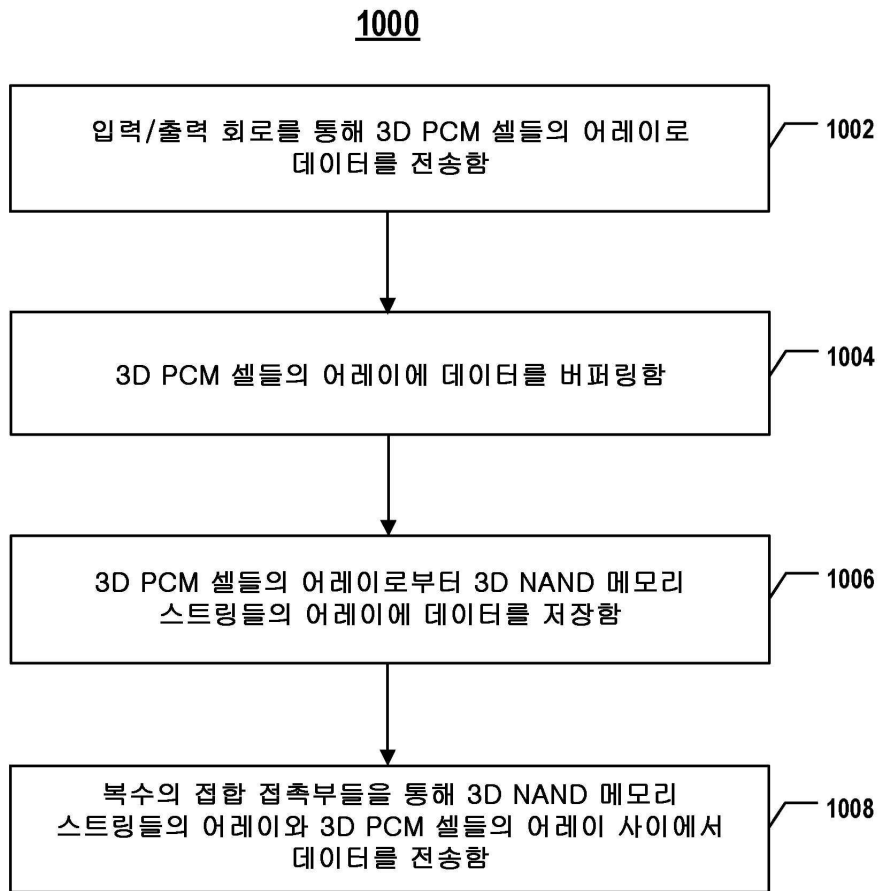 1000
입력/출력 회로를 통해 3D PCM 셀들의 어레이로
데이터를 전송함
1002
3D PCM 셀들의 어레이에 데이터를 버퍼링함
1004
3D PCM 셀들의 어레이로부터 3D NAND 메모리
스트링들의 어레이에 데이터를 저장함
1006
복수의 접합 접촉부들을 통해 3D NAND 메모리
스트링들의 어레이와 3D PCM 셀들의 어레이 사이에서
데이터를 전송함
1008